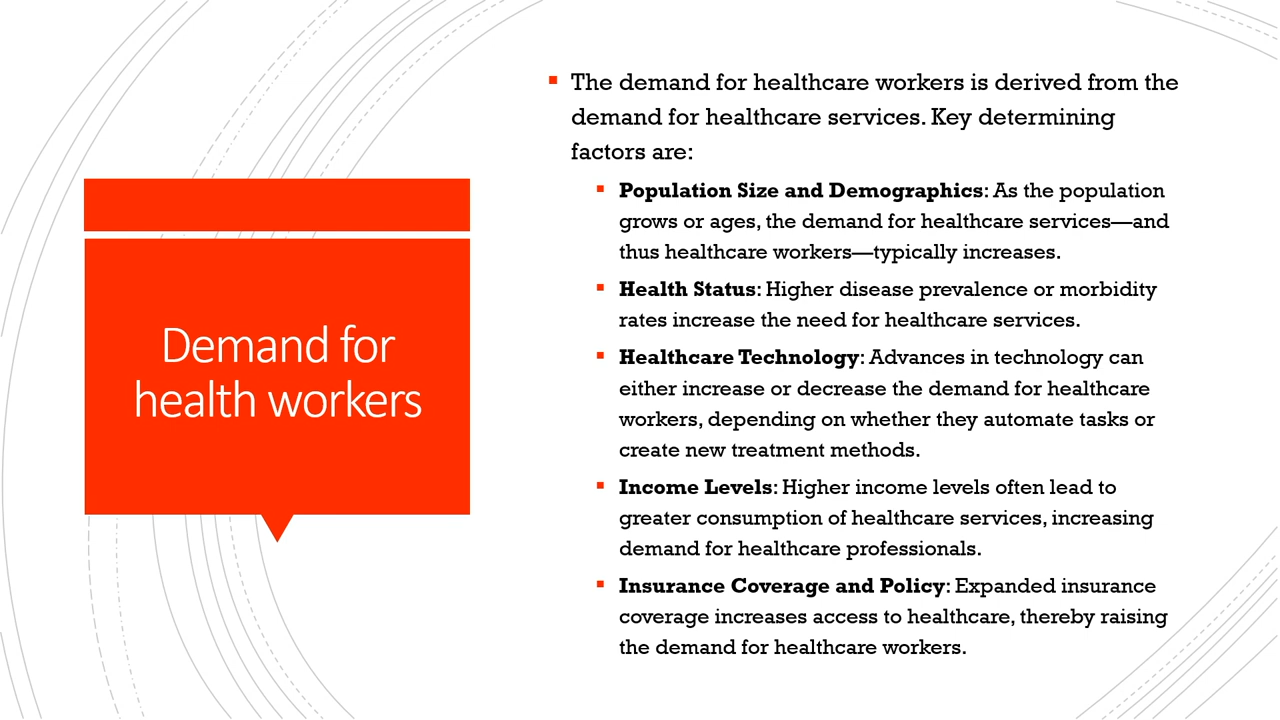 Demand for
health workers
The demand for healthcare workers is derived from the
demand for healthcare services. Key determining
factors are:
Population Size and Demographics: As the population
grows or ages, the demand for healthcare services—and
thus healthcare workers—typically increases.
Health Status: Higher disease prevalence or morbidity
rates increase the need for healthcare services.
Healthcare Technology: Advances in technology can
either increase or decrease the demand for healthcare
workers, depending on whether they automate tasks or
create new treatment methods.
Income Levels: Higher income levels often lead to
greater consumption of healthcare services, increasing
demand for healthcare professionals.
Insurance Coverage and Policy: Expanded insurance
coverage increases access to healthcare, thereby raising
the demand for healthcare workers.